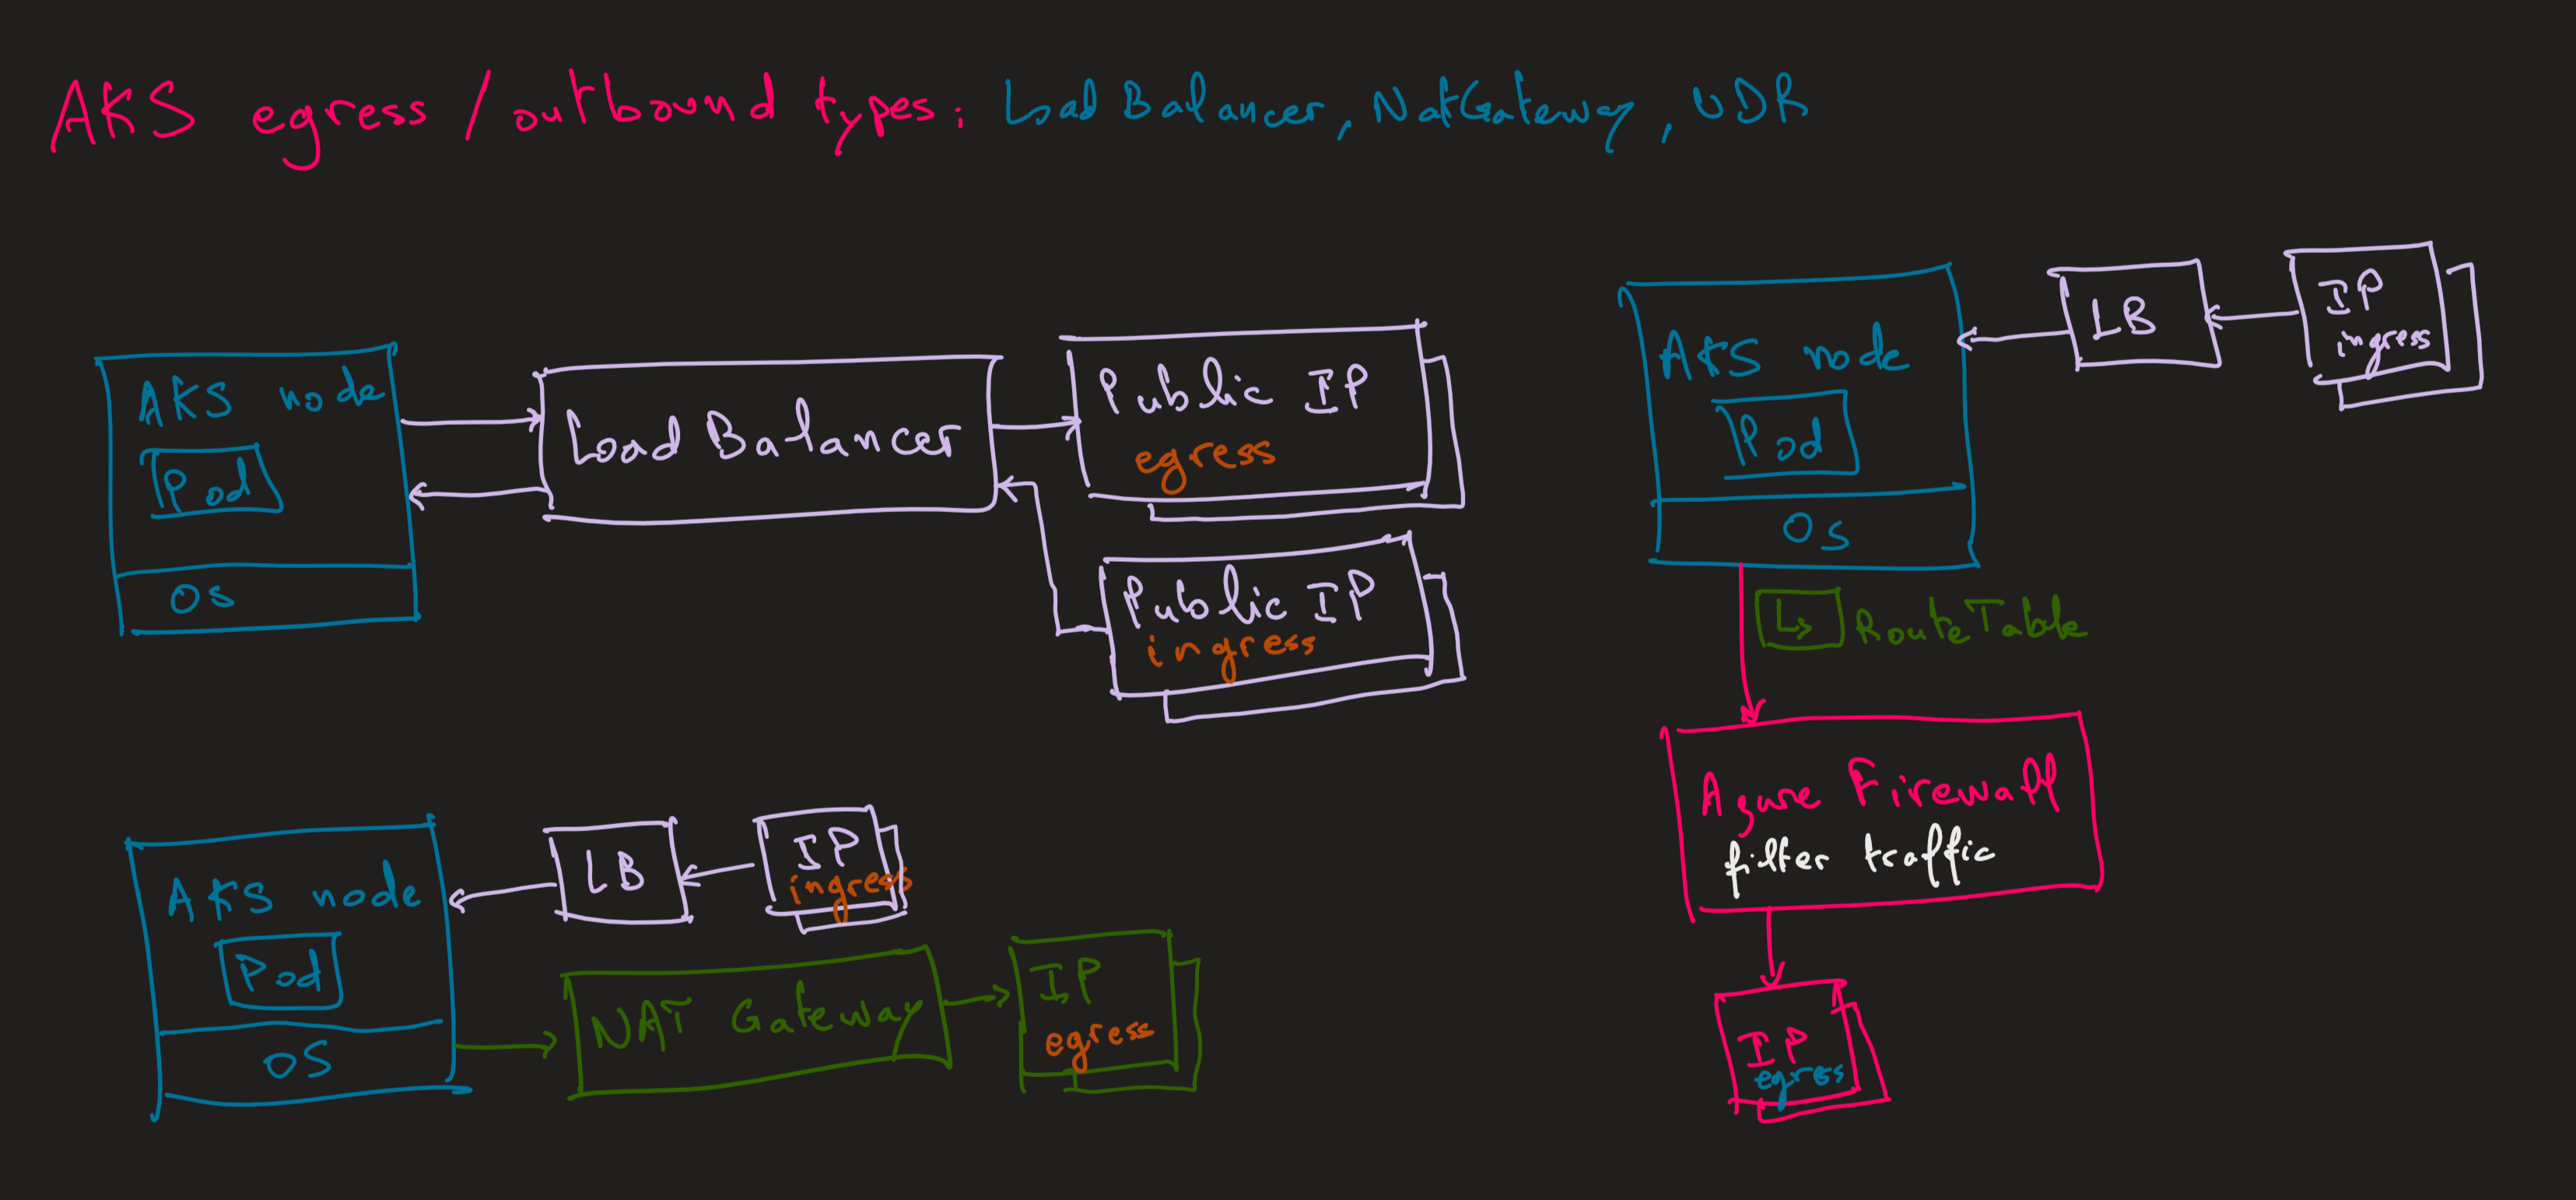 AKS egress / outbound types: Load Balancer, NatGateway, UDR
AKS node
Pod
OS
Load Balancer
Public IP
egress
Public IP
ingress
AKS node
Pod
OS
LB
IP
ingress
NAT Gateway
IP
egress
AKS node
Pod
OS
LB
IP
ingress
Route Table
Azure Firewall
filter traffic
IP
egress